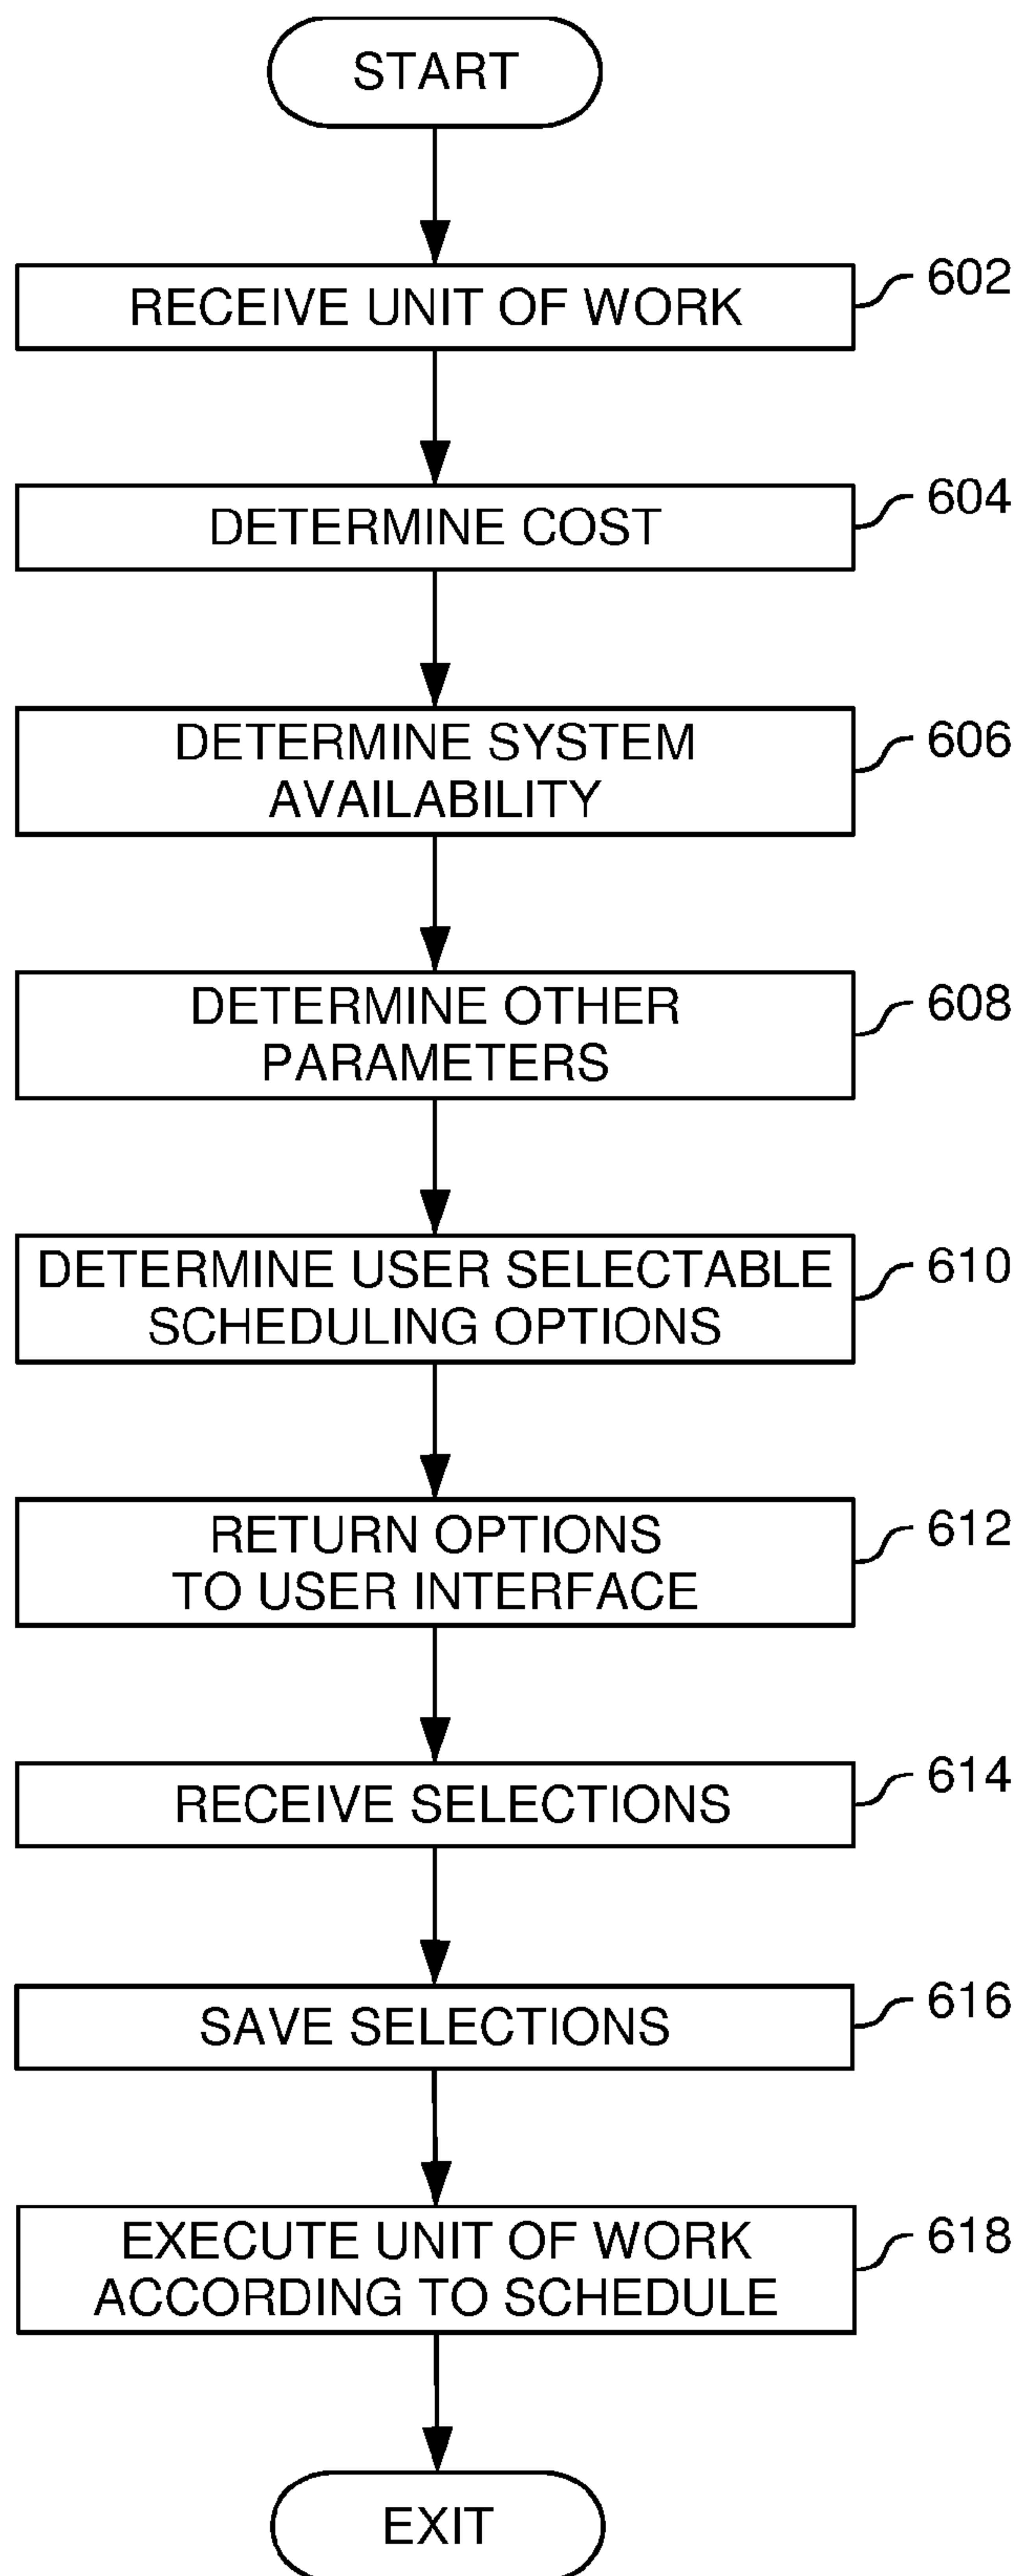 START
RECEIVE UNIT OF WORK
602
DETERMINE COST
604
DETERMINE SYSTEM
AVAILABILITY
606
DETERMINE OTHER
PARAMETERS
608
DETERMINE USER SELECTABLE
SCHEDULING OPTIONS
610
RETURN OPTIONS
TO USER INTERFACE
612
RECEIVE SELECTIONS
614
SAVE SELECTIONS
616
EXECUTE UNIT OF WORK
ACCORDING TO SCHEDULE
618
EXIT